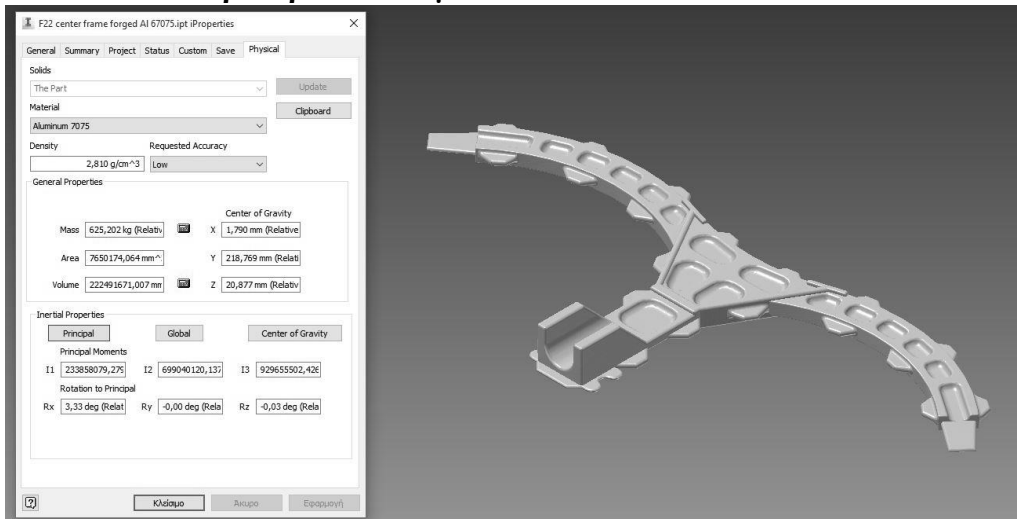 F22 center frame forged Al 67075.ipt iProperties
General Summary Project Status Custom Save Physical
Solids
The Part
Update
Material
Clipboard
Aluminum 7075
Density Requested Accuracy
2,810 g/cm^3 Low
General Properties
Center of Gravity
Mass 625,202 kg (Relativ X 1,790 mm (Relative
Area 7650174,064 mm^ Y 218,769 mm (Relati
Volume 222491671,007 mm Z 20,877 mm (Relativ
Inertial Properties
Principal Global Center of Gravity
Principal Moments
I1 233858079,279 I2 699040120,137 I3 929655502,426
Rotation to Principal
Rx 3,33 deg (Relat Ry -0,00 deg (Rela Rz -0,03 deg (Rela
Κλείσιμο Άκυρο Εφαρμογή